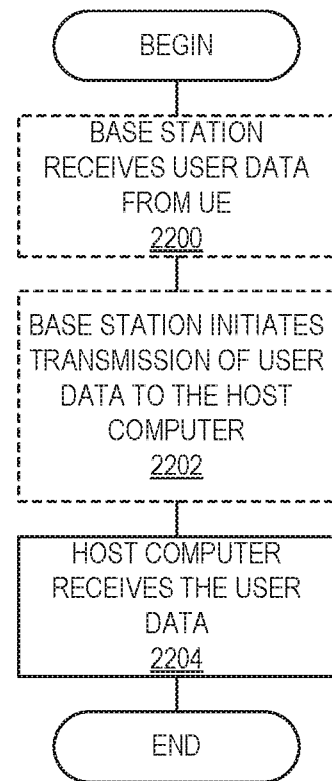 BEGIN
BASE STATION
RECEIVES USER DATA
FROM UE
2200
BASE STATION INITIATES
TRANSMISSION OF USER
DATA TO THE HOST
COMPUTER
2202
HOST COMPUTER
RECEIVES THE USER
DATA
2204
END